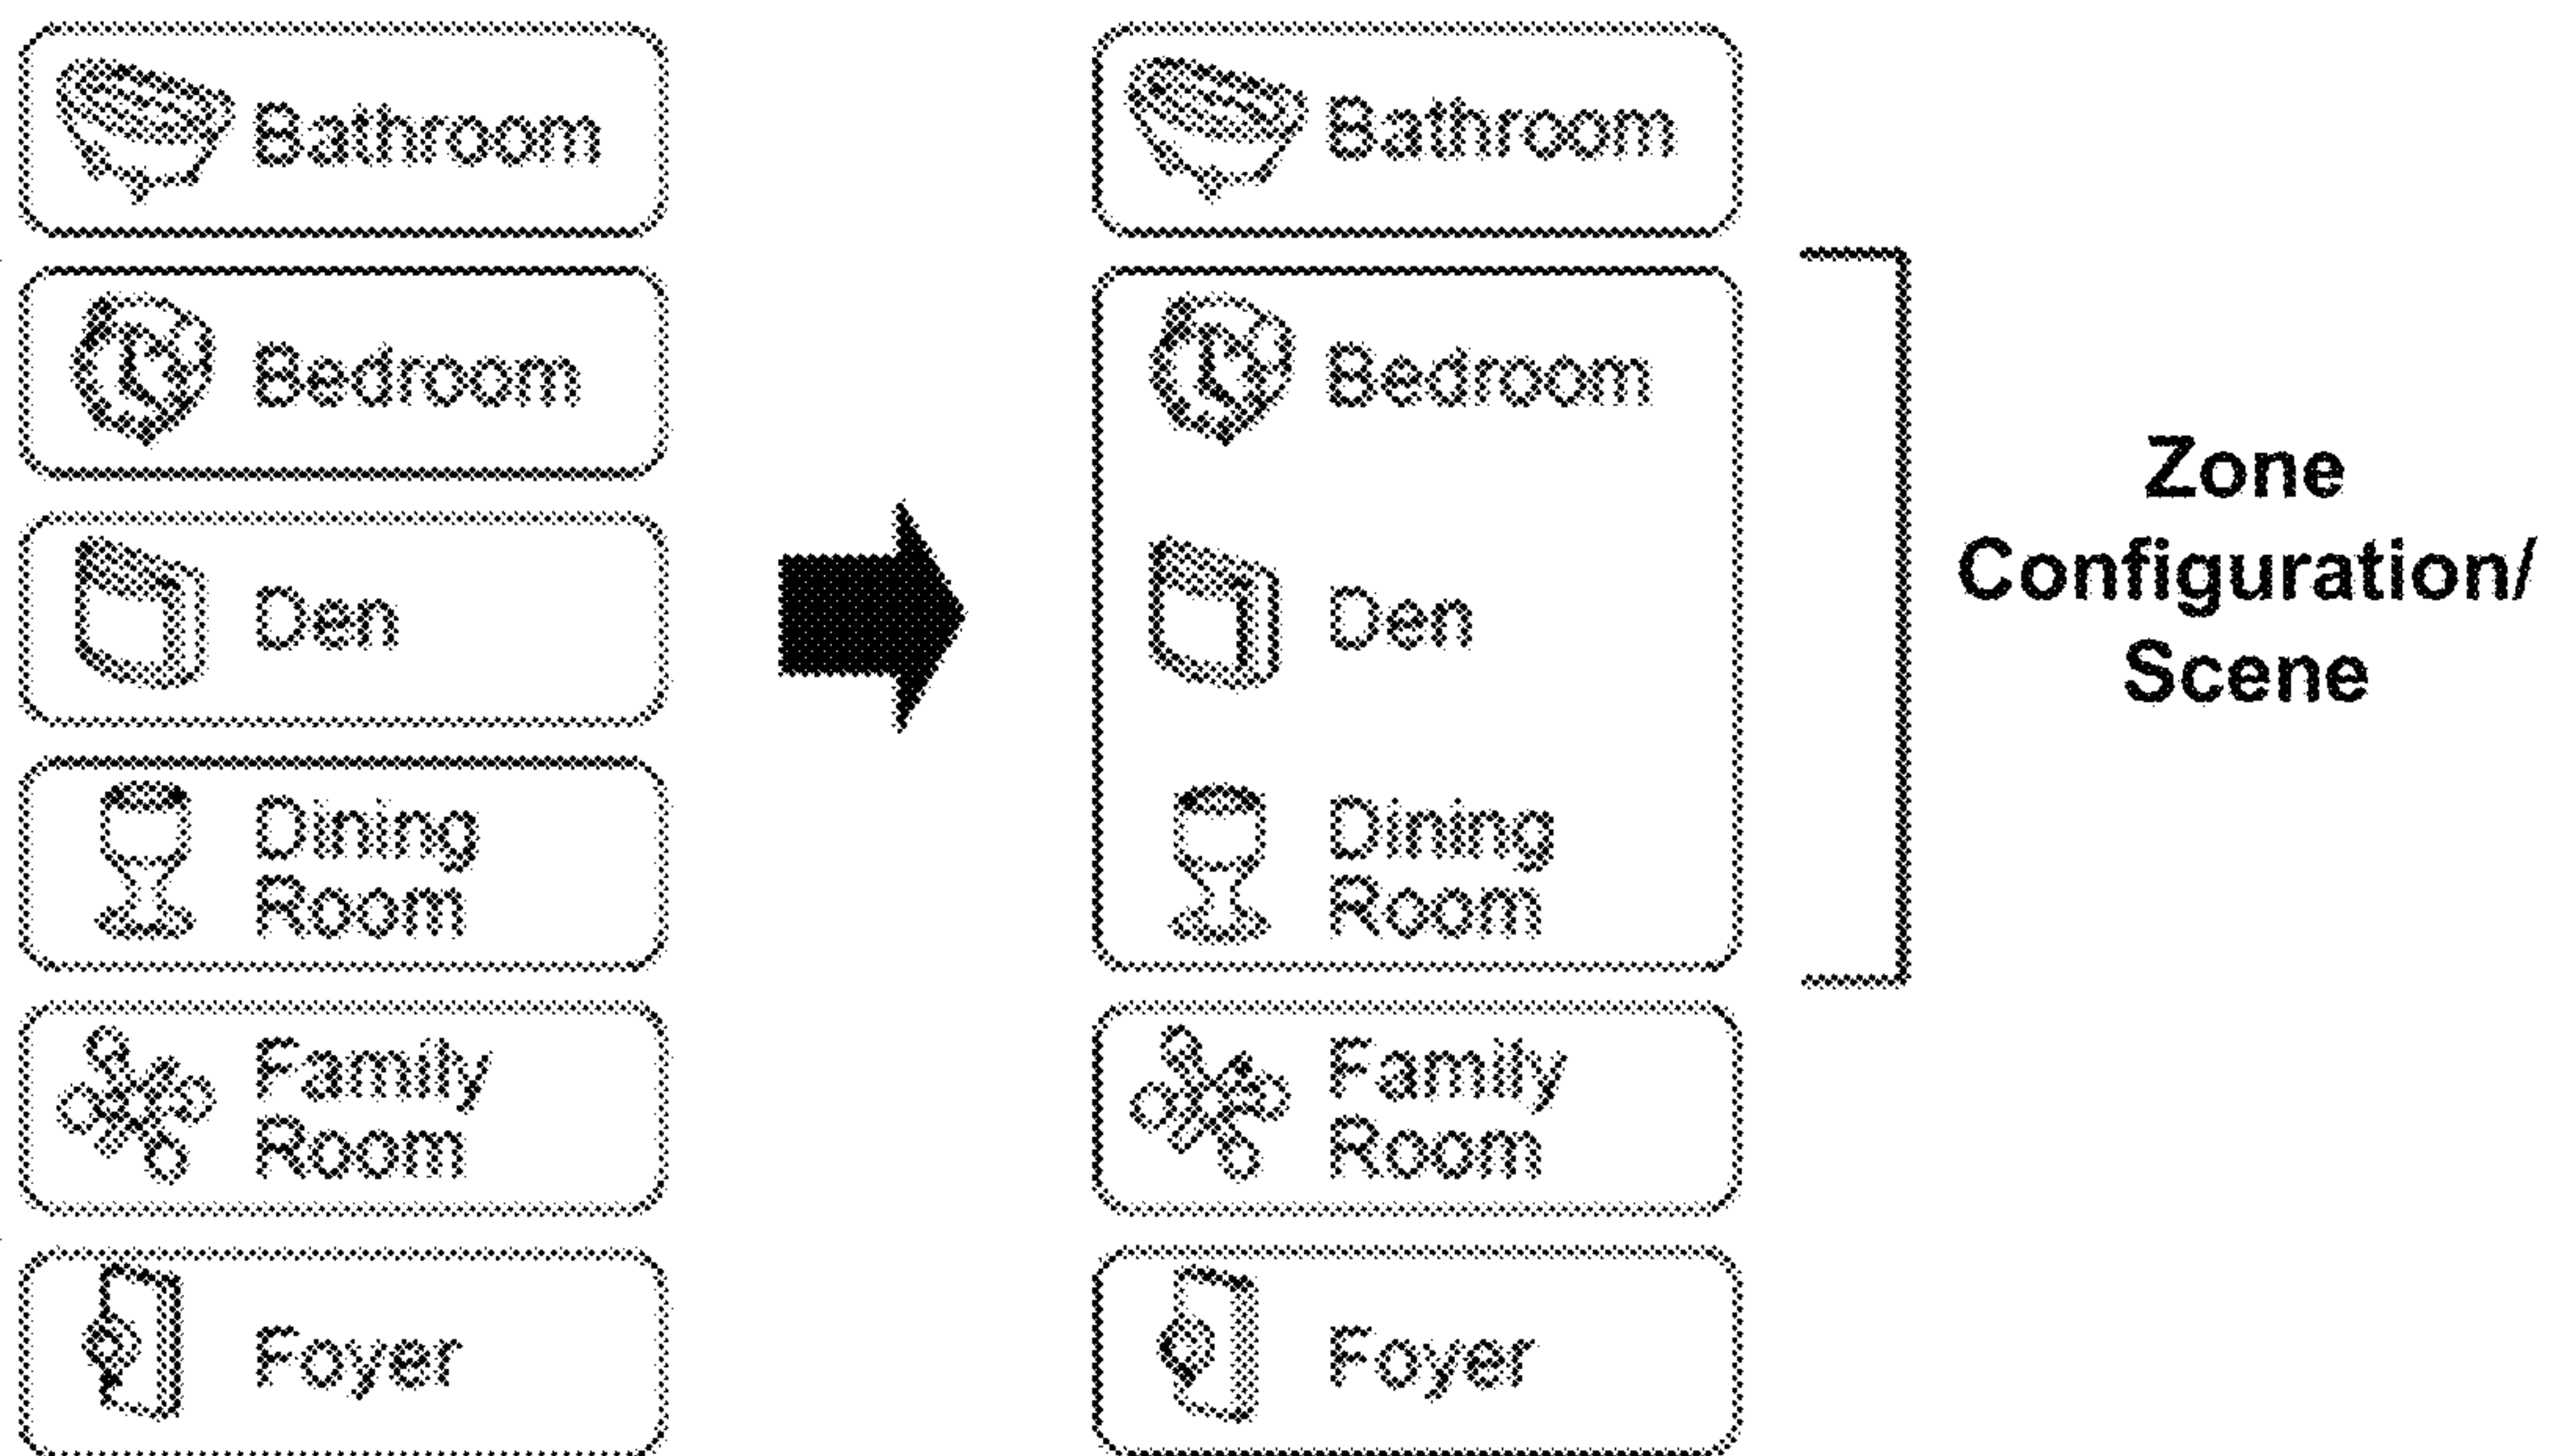 Bathroom
Bedroom
Den
Dining
Room
Family
Room
Foyer
Bathroom
Bedroom
Den
Dining
Room
Family
Room
Foyer
Zone
Configuration/
Scene